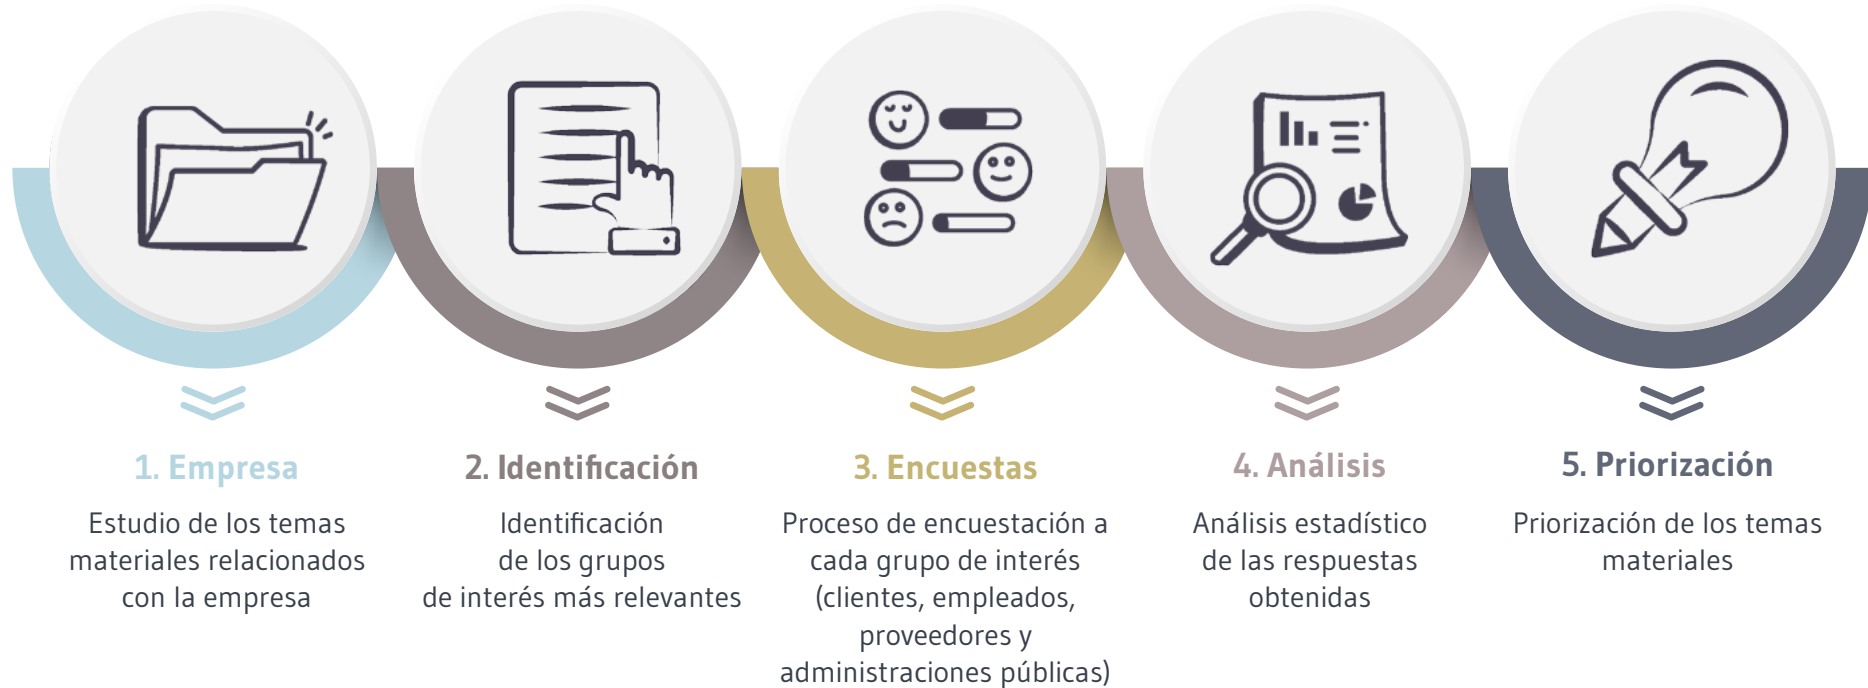 1. Empresa
Estudio de los temas
materiales relacionados
con la empresa
2. Identificación
Identificación
de los grupos
de interés más relevantes
3. Encuestas
Proceso de encuestación a
cada grupo de interés
(clientes, empleados,
proveedores y
administraciones públicas)
4. Análisis
Análisis estadístico
de las respuestas
obtenidas
5. Priorización
Priorización de los temas
materiales